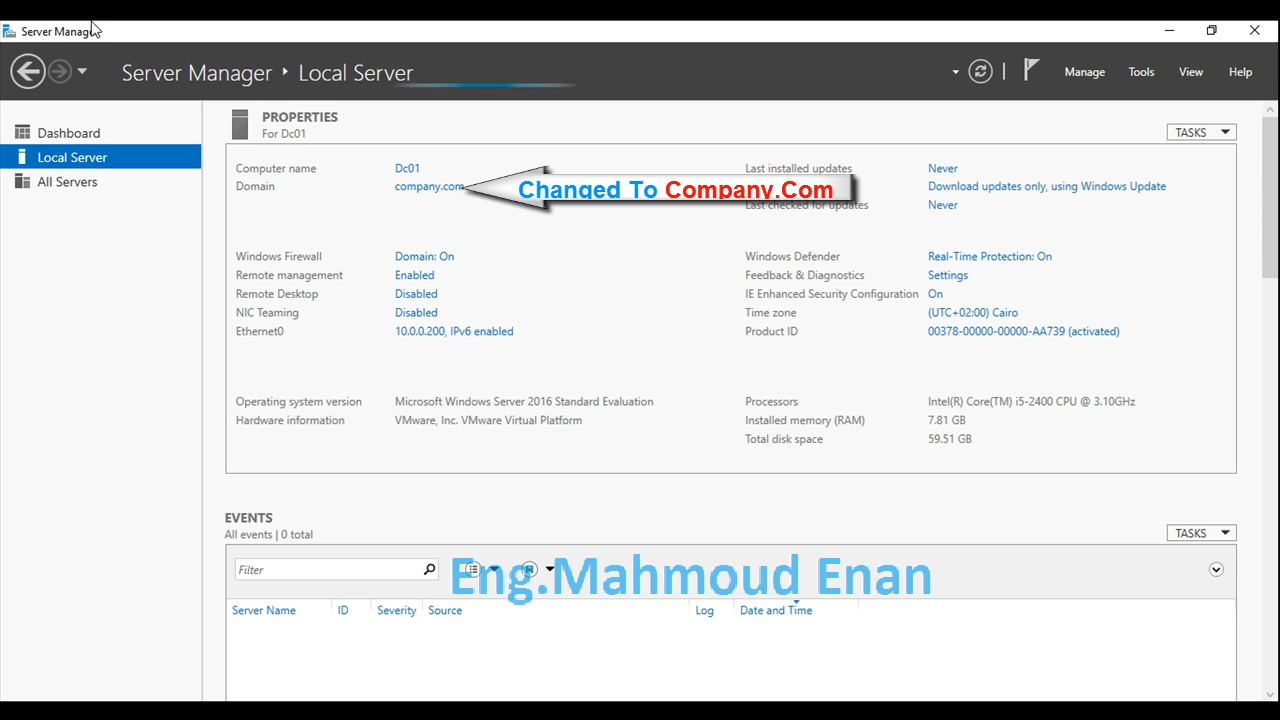 Server Manager
Server Manager ‣ Local Server
Manage Tools View Help
Dashboard
Local Server
All Servers
PROPERTIES
For Dc01
TASKS
Computer name Dc01
Domain company.com
Changed To Company.Com
Last installed updates Never
Download updates only, using Windows Update
Last checked for updates Never
Windows Firewall Domain: On
Remote management Enabled
Remote Desktop Disabled
NIC Teaming Disabled
Ethernet0 10.0.0.200, IPv6 enabled
Windows Defender Real-Time Protection: On
Feedback & Diagnostics Settings
IE Enhanced Security Configuration On
Time zone (UTC+02:00) Cairo
Product ID 00378-00000-00000-AA739 (activated)
Operating system version Microsoft Windows Server 2016 Standard Evaluation
Hardware information VMware, Inc. VMware Virtual Platform
Processors Intel(R) Core(TM) i5-2400 CPU @ 3.10GHz
Installed memory (RAM) 7.81 GB
Total disk space 59.51 GB
EVENTS
All events | 0 total
TASKS
Filter
Eng.Mahmoud Enan
Server Name ID Severity Source Log Date and Time